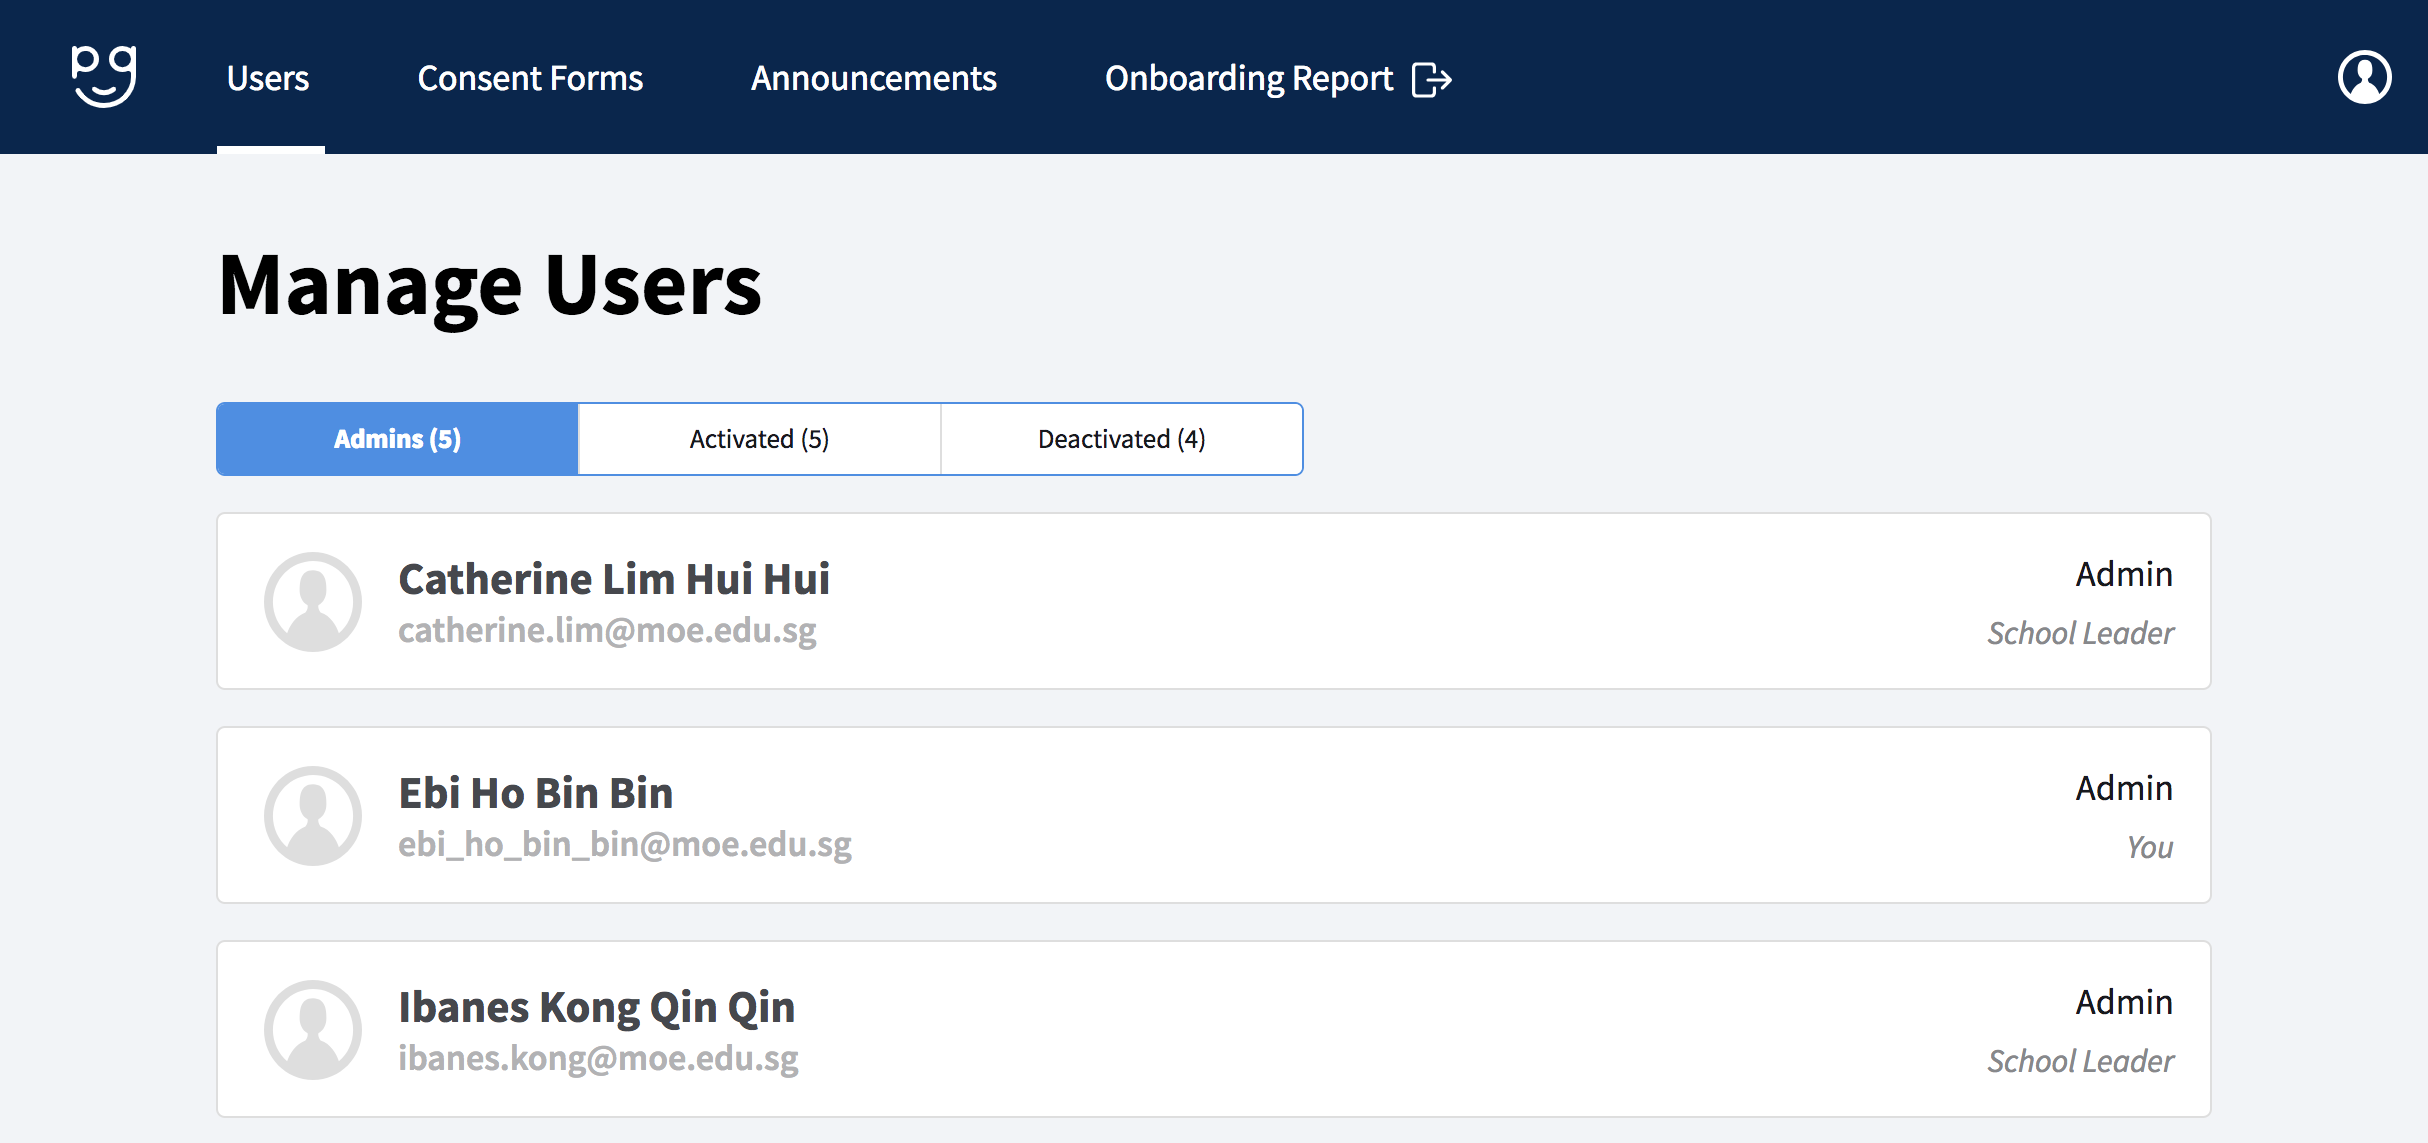 pg
Users Consent Forms Announcements Onboarding Report
Manage Users
Admins (5) Activated (5) Deactivated (4)
Catherine Lim Hui Hui
Admin
catherine.lim@moe.edu.sg
School Leader
Ebi Ho Bin Bin
Admin
ebi_ho_bin_bin@moe.edu.sg
You
Ibanes Kong Qin Qin
Admin
ibanes.kong@moe.edu.sg
School Leader